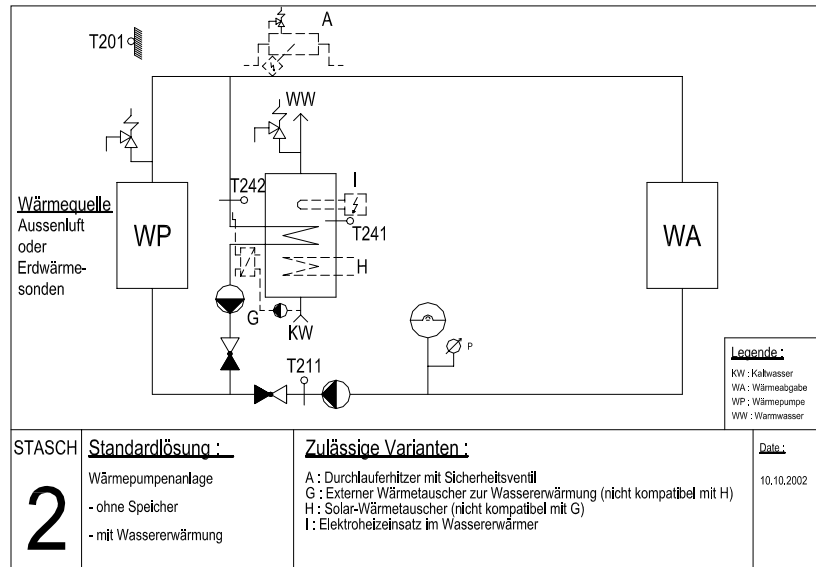 A
T201
WW
I
T242
Wärmequelle
Aussenluft
oder
Erdwärme-
sonden
WP
T241
WA
H
G
KW
P
T211
Legende :
KW : Kaltwasser
WA : Wärmeabgabe
WP : Wärmepumpe
WW : Warmwasser
STASCH
2
Standardlösung :
Wärmepumpenanlage
- ohne Speicher
- mit Wassererwärmung
Zulässige Varianten :
A : Durchlauferhitzer mit Sicherheitsventil
G : Externer Wärmetauscher zur Wassererwärmung (nicht kompatibel mit H)
H : Solar-Wärmetauscher (nicht kompatibel mit G)
I : Elektroheizeinsatz im Wassererwärmer
Date :
10.10.2002